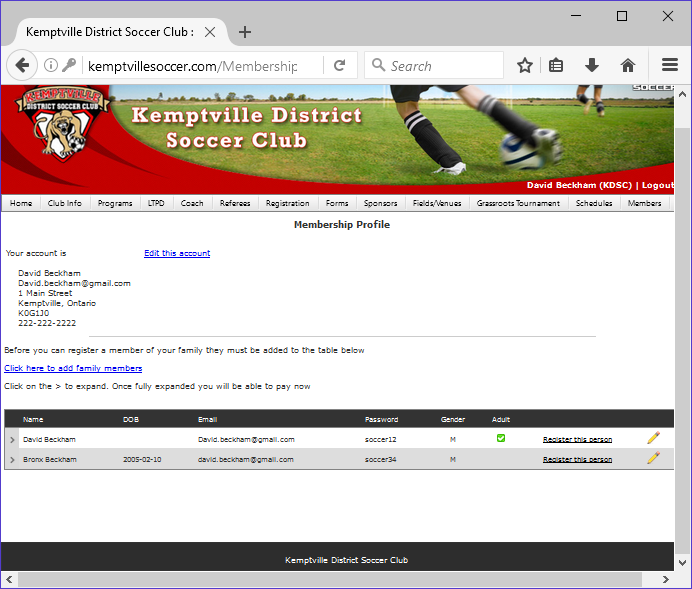 Kemptville District Soccer Club :
kemptvillesoccer.com/Membership
Search
KEMPTVILLE
DISTRICT SOCCER CLUB
Kemptville District
Soccer Club
SOCCER
David Beckham (KDSC) | Logout
Home Club Info Programs LTPD Coach Referees Registration Forms Sponsors Fields/Venues Grassroots Tournament Schedules Members
Membership Profile
Your account is Edit this account
David Beckham
David.beckham@gmail.com
1 Main Street
Kemptville, Ontario
K0G1J0
222-222-2222
Before you can register a member of your family they must be added to the table below
Click here to add family members
Click on the > to expand. Once fully expanded you will be able to pay now
Name DOB Email Password Gender Adult
David Beckham David.beckham@gmail.com soccer12 M Register this person
Bronx Beckham 2005-02-10 david.beckham@gmail.com soccer34 M Register this person
Kemptville District Soccer Club